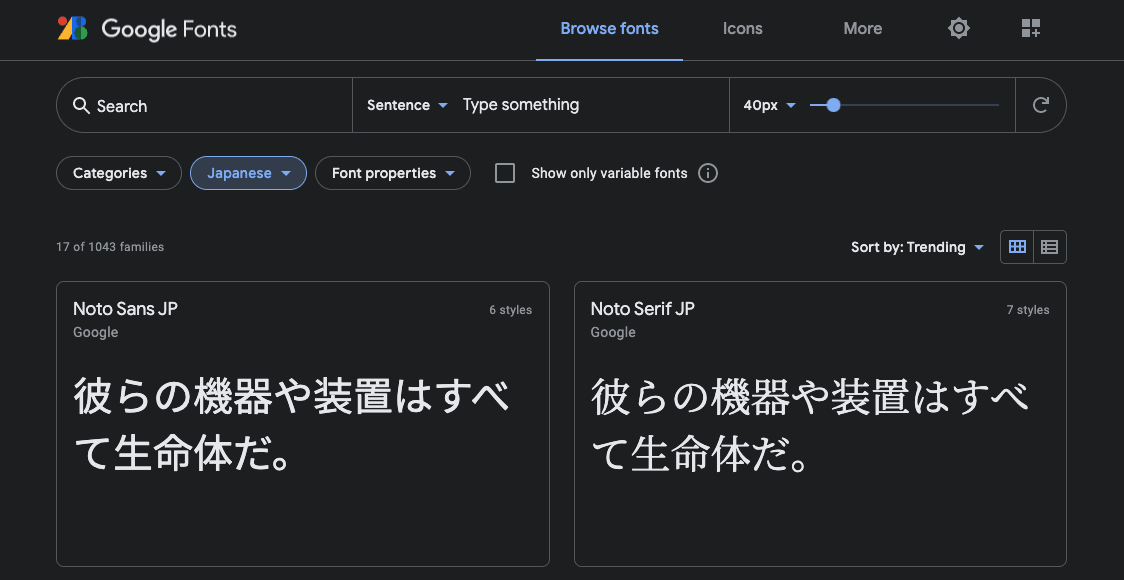 Google Fonts
Browse fonts
Icons
More
Search
Sentence
Type something
40px
Categories
Japanese
Font properties
Show only variable fonts
17 of 1043 families
Sort by: Trending
Noto Sans JP
6 styles
Google
彼らの機器や装置はすべ
て生命体だ。
Noto Serif JP
7 styles
Google
彼らの機器や装置はすべ
て生命体だ。